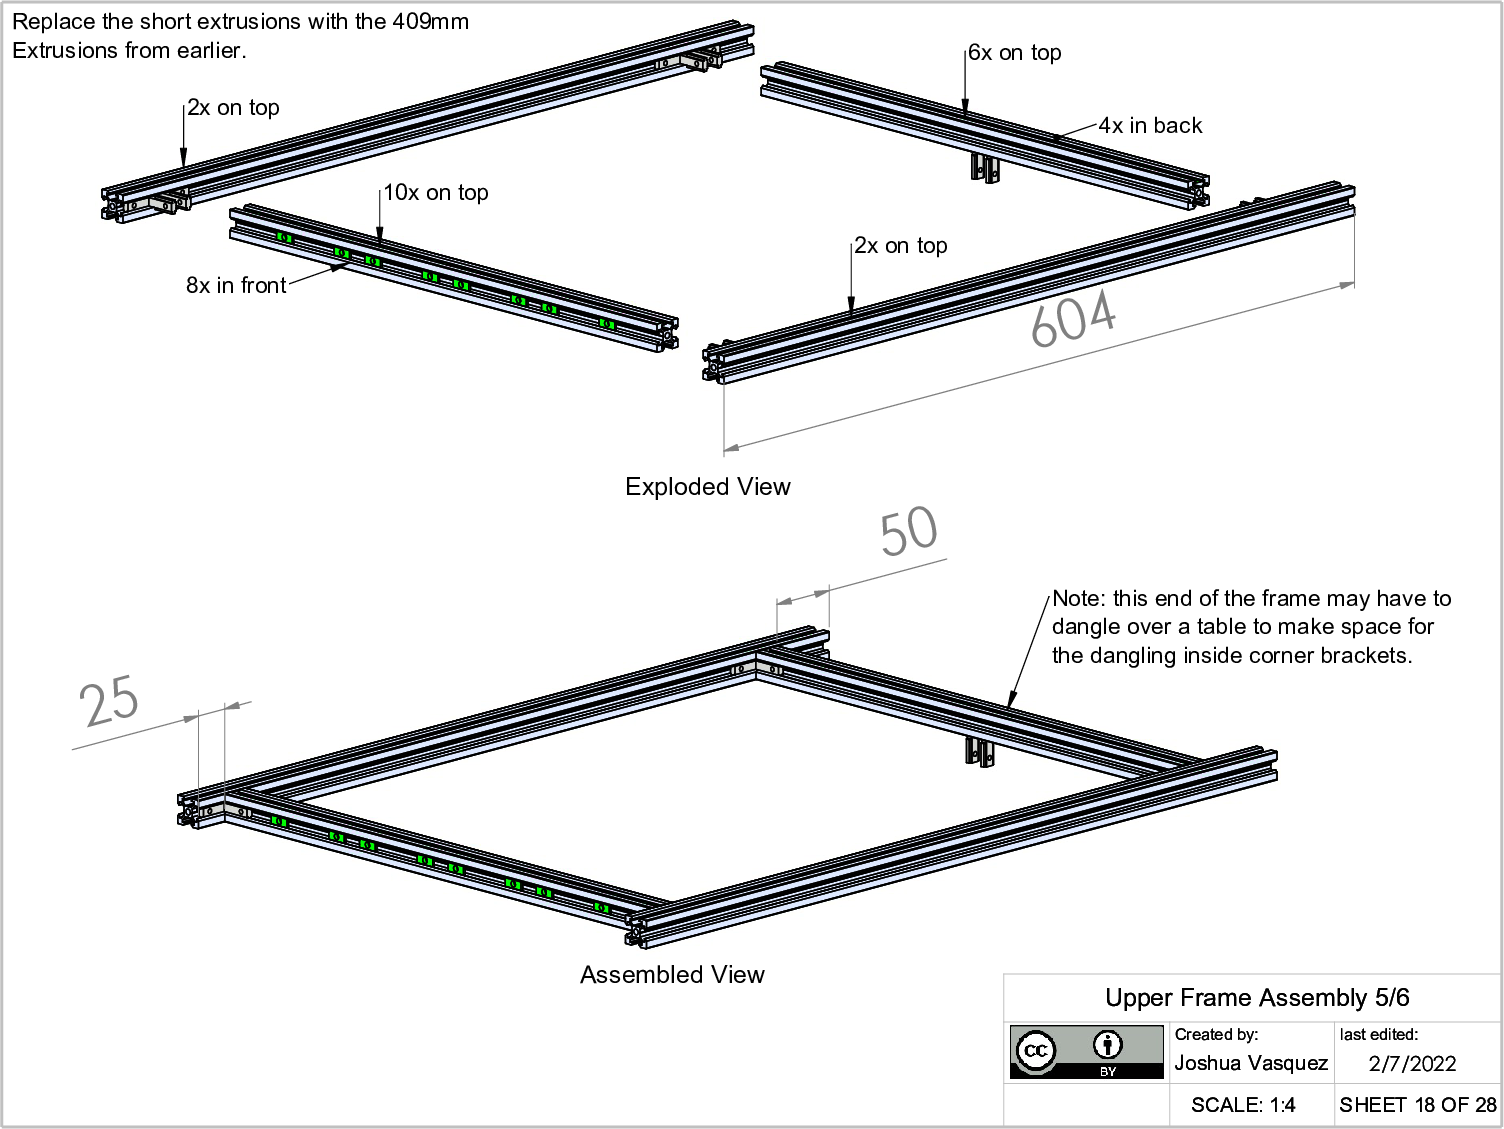 Replace the short extrusions with the 409mm
Extrusions from earlier.
6x on top
2x on top
4x in back
10x on top
2x on top
8x in front
604
Exploded View
50
Note: this end of the frame may have to
dangle over a table to make space for
the dangling inside corner brackets.
25
Assembled View
Upper Frame Assembly 5/6
cc
BY
Created by:
Joshua Vasquez
last edited:
2/7/2022
SCALE: 1:4
SHEET 18 OF 28